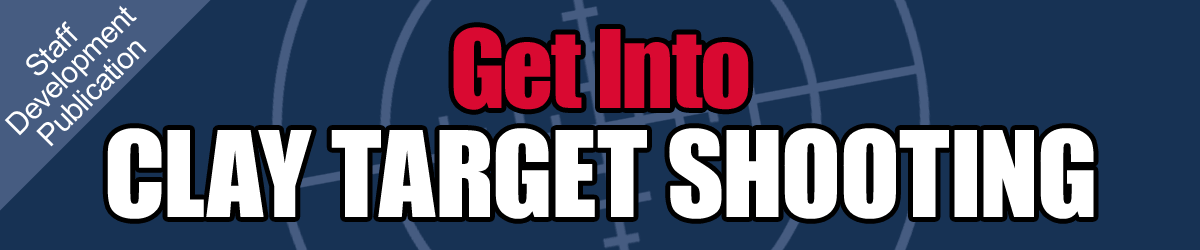 Staff
Development
Publication
Get Into
CLAY TARGET SHOOTING